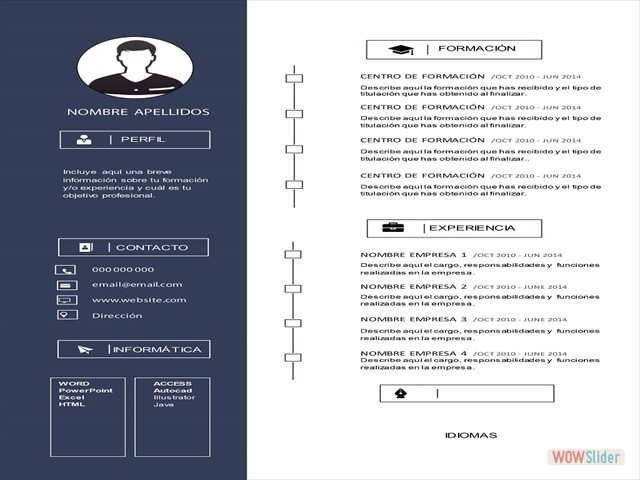 NOMBRE APELLIDOS
PERFIL
Incluye aquí una breve
información sobre tu formación
y/o experiencia y cuál es tu
objetivo profesional.
CONTACTO
000 000 000
email@email.com
www.website.com
Dirección
INFORMÁTICA
WORD
PowerPoint
Excel
HTML
ACCESS
Autocad
Illustrator
Java
FORMACIÓN
CENTRO DE FORMACIÓN /OCT 2010 - JUN 2014
Describe aquí la formación que has recibido y el tipo de
titulación que has obtenido al finalizar.
CENTRO DE FORMACIÓN /OCT 2010 - JUN 2014
Describe aquí la formación que has recibido y el tipo de
titulación que has obtenido al finalizar.
CENTRO DE FORMACIÓN /OCT 2010 - JUN 2014
Describe aquí la formación que has recibido y el tipo de
titulación que has obtenido al finalizar..
CENTRO DE FORMACIÓN /OCT 2010 - JUN 2014
Describe aquí la formación que has recibido y el tipo de
titulación que has obtenido al finalizar.
EXPERIENCIA
NOMBRE EMPRESA 1 /OCT 2010 - JUN 2014
Describe aquí el cargo, responsabilidades y funciones
realizadas en la empresa.
NOMBRE EMPRESA 2 /OCT 2010 - JUNE 2014
Describe aquí el cargo, responsabilidades y funciones
realizadas en la empresa.
NOMBRE EMPRESA 3 /OCT 2010 - JUNE 2014
Describe aquí el cargo, responsabilidades y funciones
realizadas en la empresa.
NOMBRE EMPRESA 4 /OCT 2010 - JUNE 2014
Describe aquí el cargo, responsabilidades y funciones
realizadas en la empresa.
IDIOMAS
WOWSlider